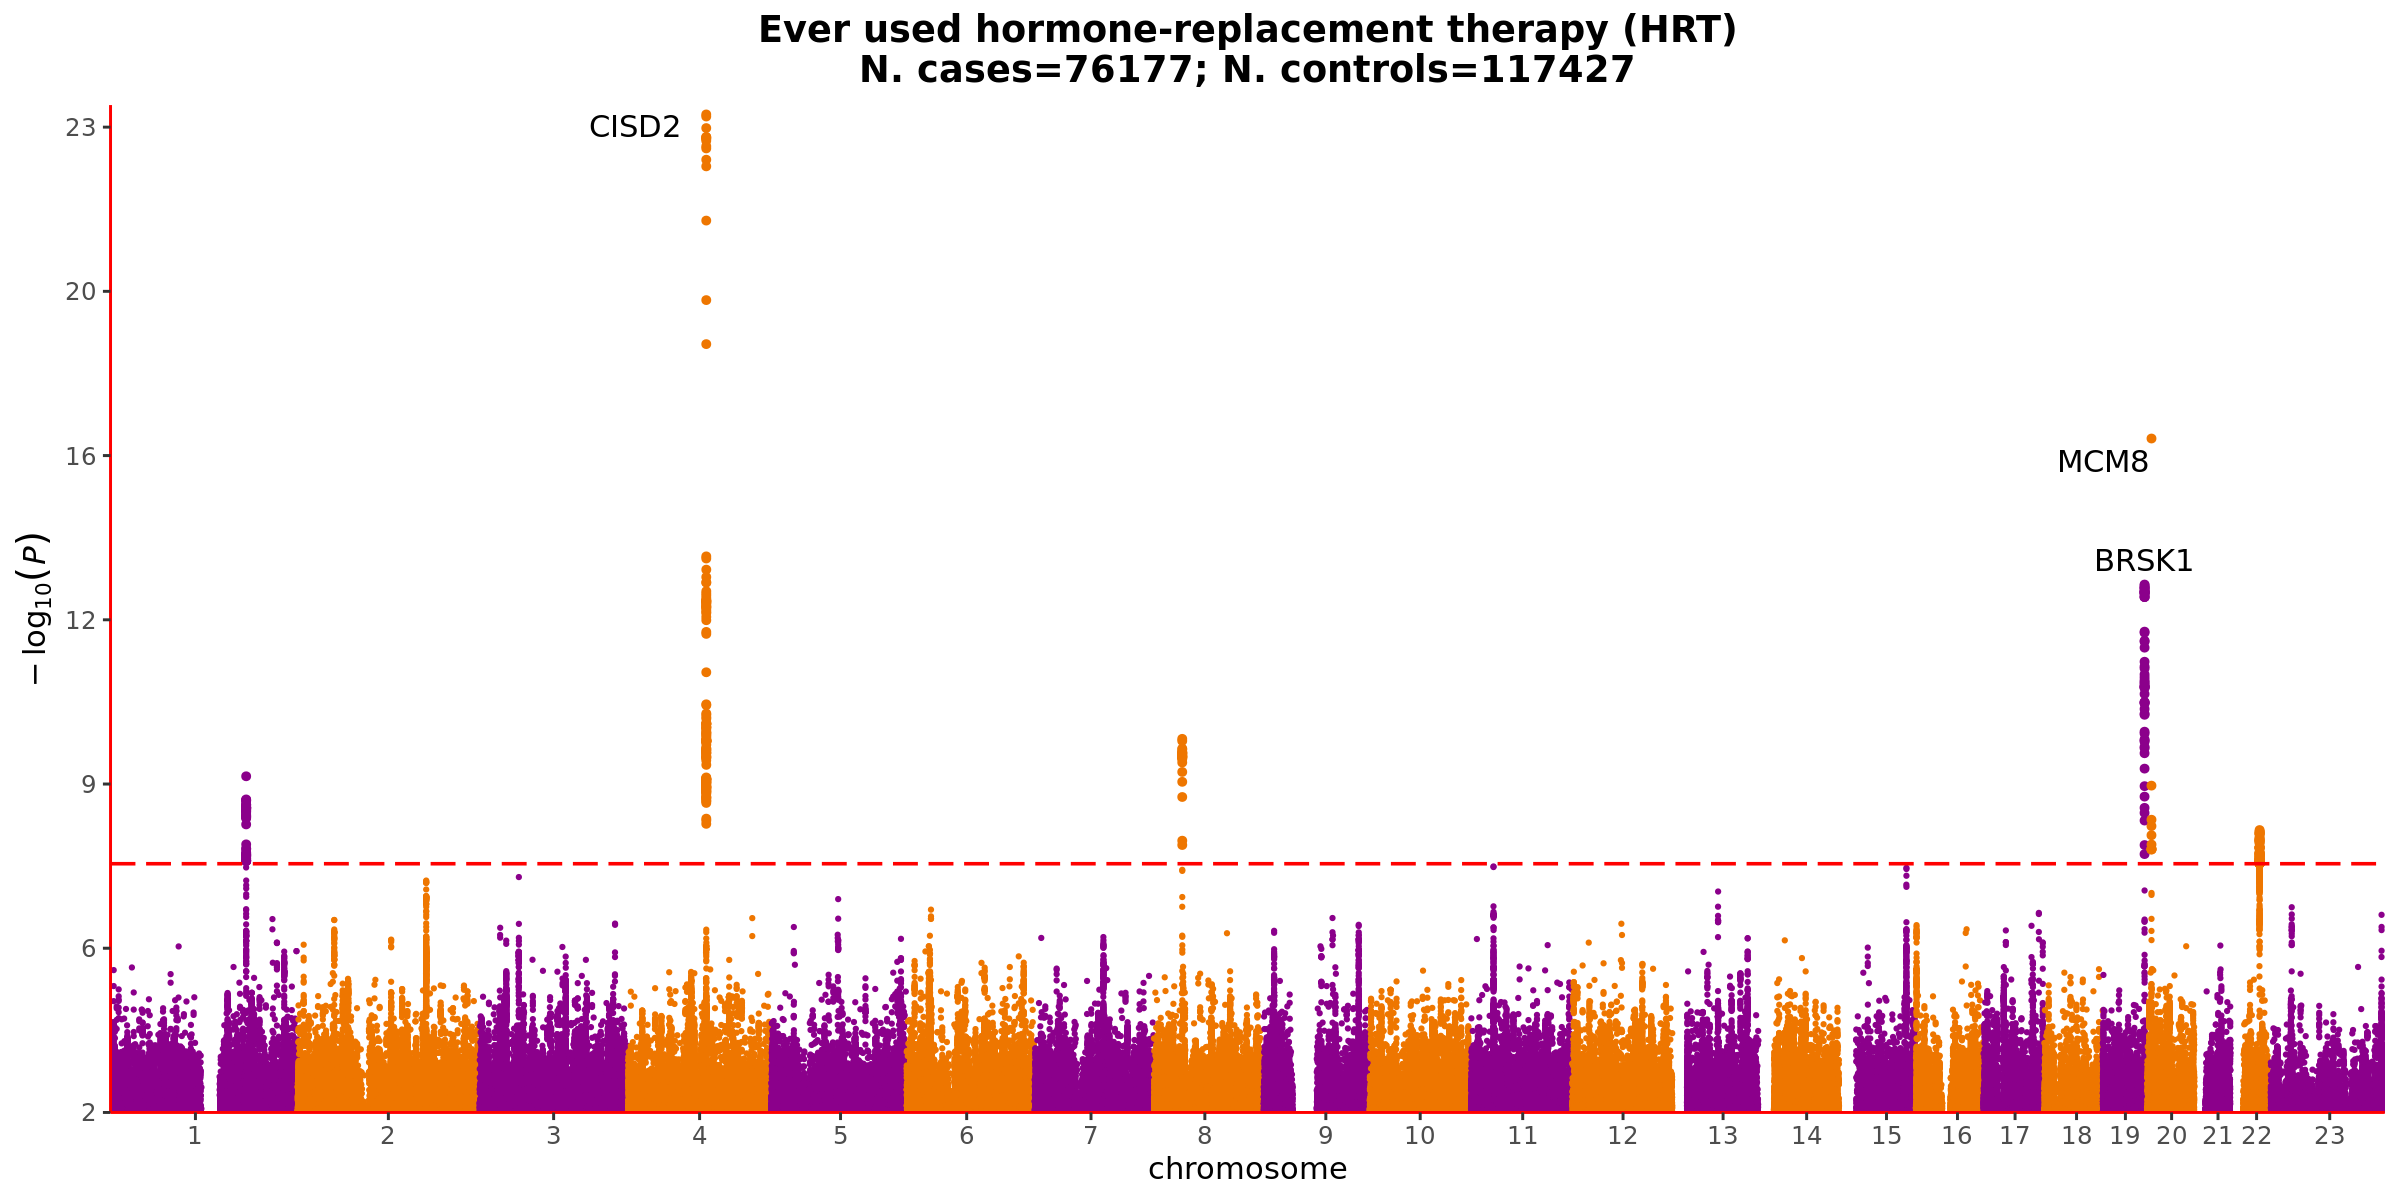 Ever used hormone-replacement therapy (HRT)
N. cases=76177; N. controls=117427
CISD2
MCM8
BRSK1
23
20
16
12
9
6
2
−log₁₀(P)
1 2 3 4 5 6 7 8 9 10 11 12 13 14 15 16 17 18 19 20 21 22 23
chromosome